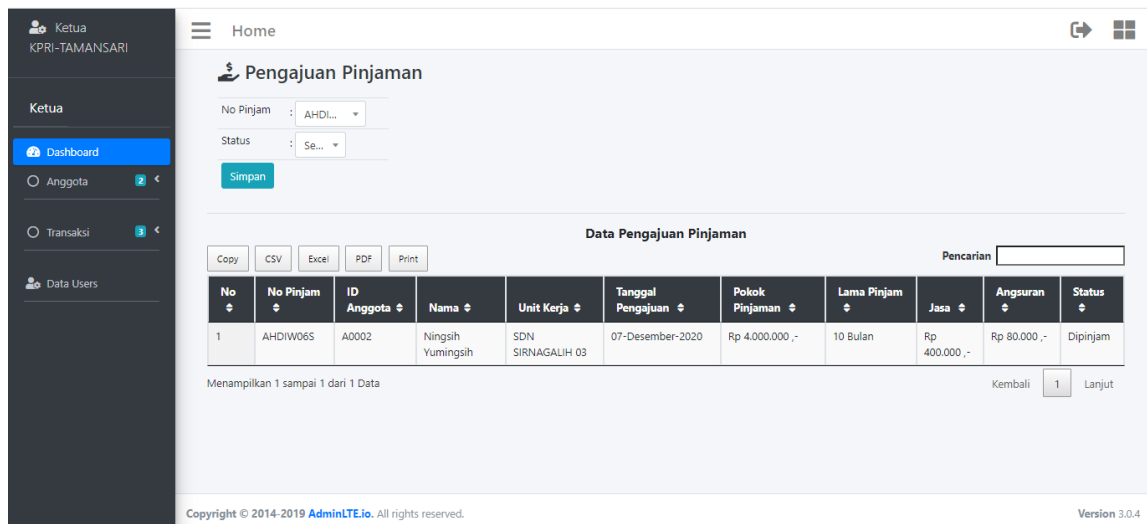 Ketua
KPRI-TAMANSARI
Home
Pengajuan Pinjaman
No Pinjam : AHDI...
Status : Se...
Simpan
Ketua
Dashboard
Anggota 2
Transaksi 3
Data Users
Data Pengajuan Pinjaman
Copy CSV Excel PDF Print Pencarian
No No Pinjam ID Anggota Nama Unit Kerja Tanggal Pengajuan Pokok Pinjaman Lama Pinjam Jasa Angsuran Status
1 AHDIW06S A0002 Ningsih Yumingsih SDN SIRNAGALIH 03 07-Desember-2020 Rp 4.000.000 ,- 10 Bulan Rp 400.000 ,- Rp 80.000 ,- Dipinjam
Menampilkan 1 sampai 1 dari 1 Data Kembali 1 Lanjut
Copyright © 2014-2019 AdminLTE.io. All rights reserved. Version 3.0.4